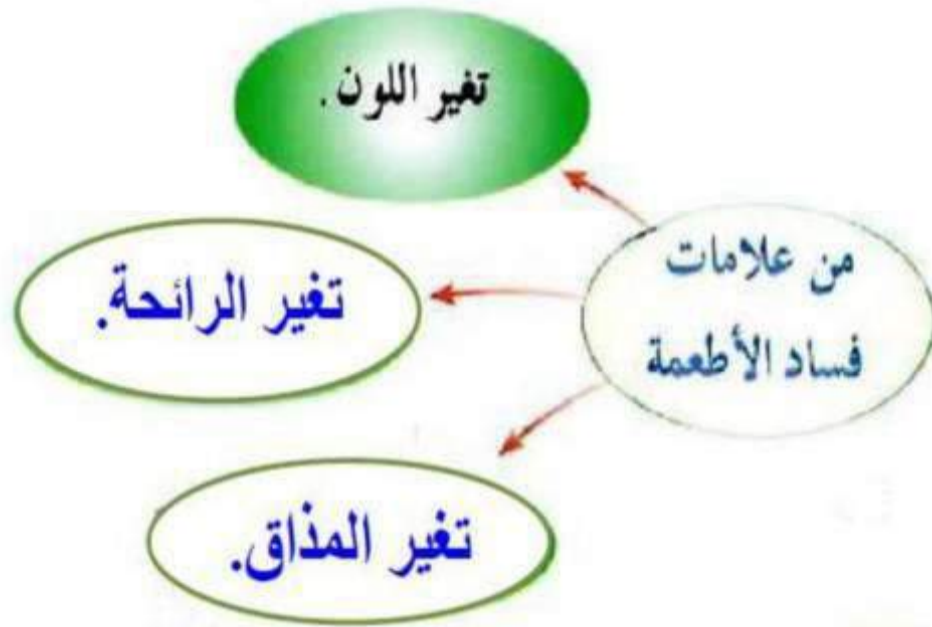 تغير اللون.
من علامات
فساد الأطعمة
تغير الرائحة.
تغير المذاق.